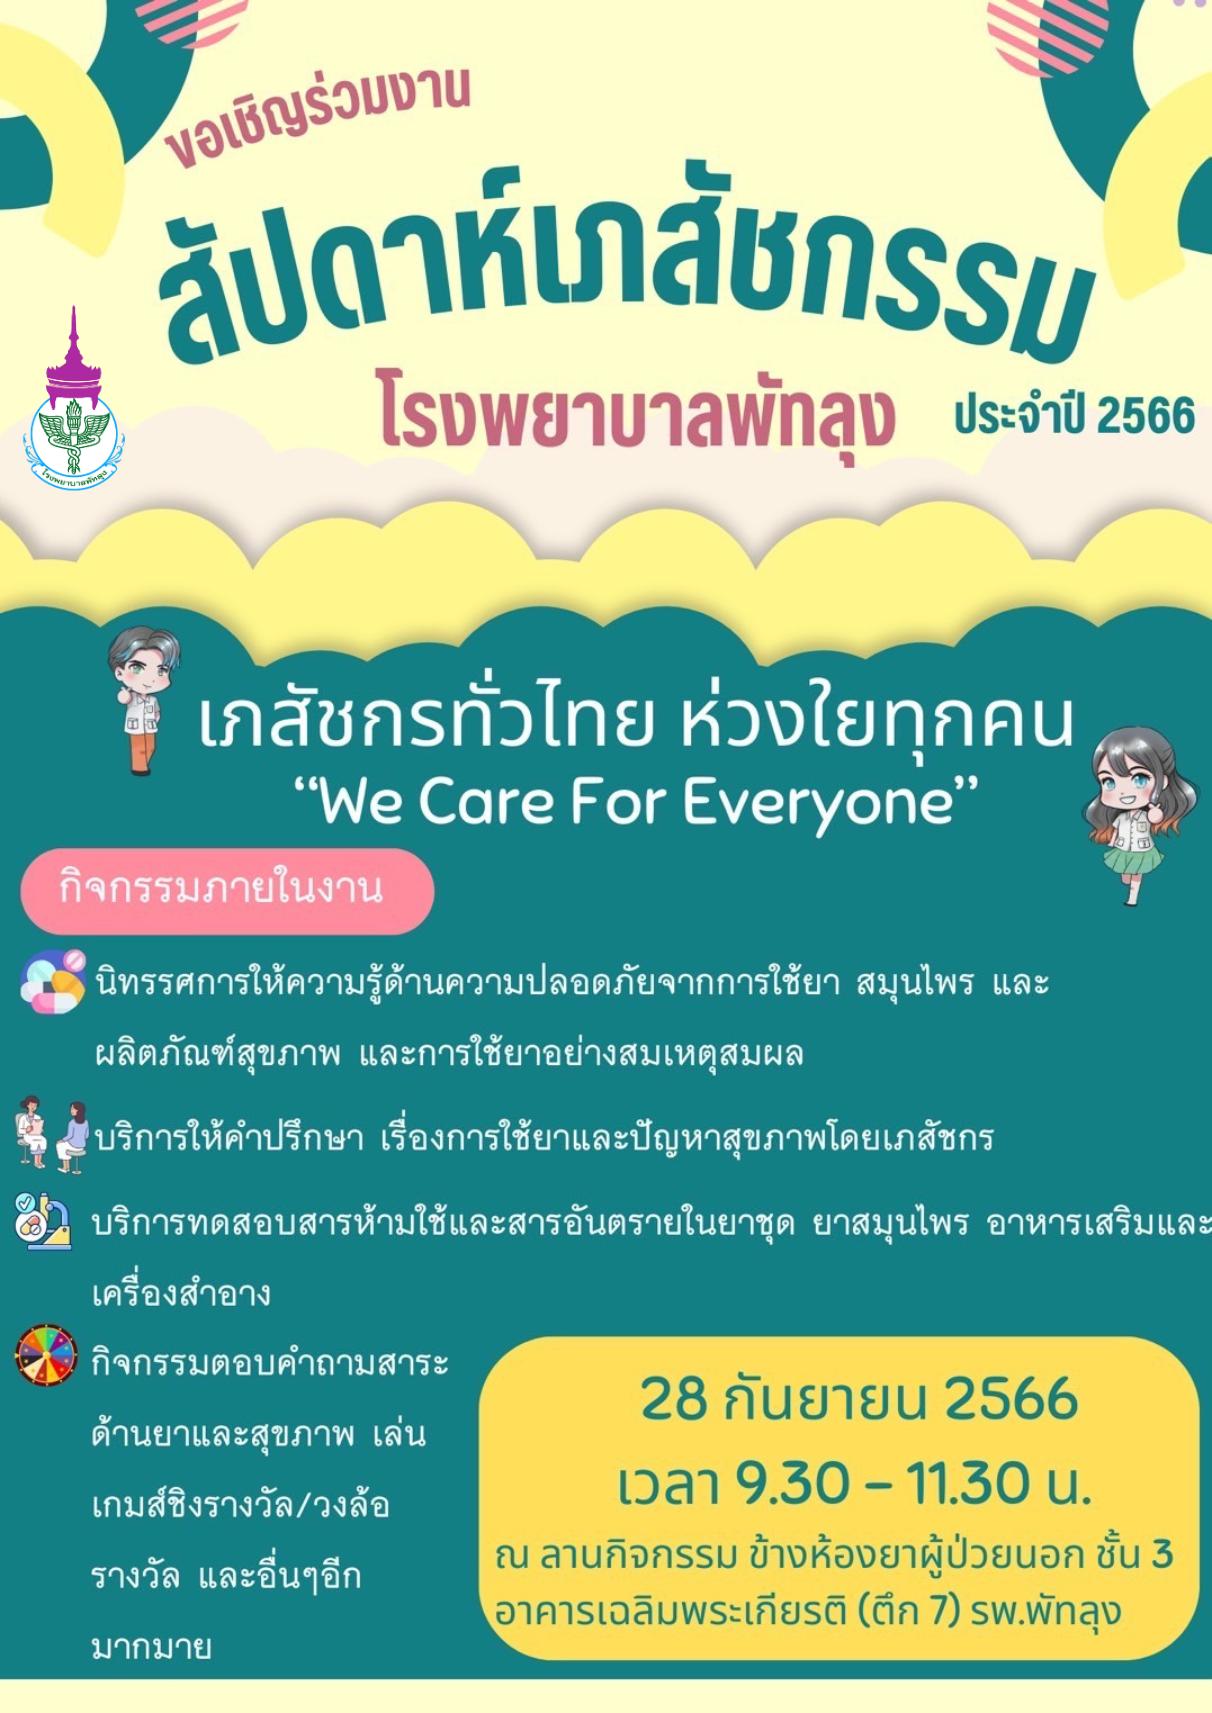 ขอเชิญร่วมงาน
สัปดาห์เภสัชกรรม
โรงพยาบาลพัทลุง
ประจำปี 2566
โรงพยาบาลพัทลุง
เภสัชกรทั่วไทย ห่วงใยทุกคน
“We Care For Everyone”
กิจกรรมภายในงาน
นิทรรศการให้ความรู้ด้านความปลอดภัยจากการใช้ยา สมุนไพร และ
ผลิตภัณฑ์สุขภาพ และการใช้ยาอย่างสมเหตุสมผล
บริการให้คำปรึกษา เรื่องการใช้ยาและปัญหาสุขภาพโดยเภสัชกร
บริการทดสอบสารห้ามใช้และสารอันตรายในยาชุด ยาสมุนไพร อาหารเสริมและ
เครื่องสำอาง
กิจกรรมตอบคำถามสาระ
ด้านยาและสุขภาพ เล่น
เกมส์ชิงรางวัล/วงล้อ
รางวัล และอื่นๆอีก
มากมาย
28 กันยายน 2566
เวลา 9.30 – 11.30 น.
ณ ลานกิจกรรม ข้างห้องยาผู้ป่วยนอก ชั้น 3
อาคารเฉลิมพระเกียรติ (ตึก 7) รพ.พัทลุง